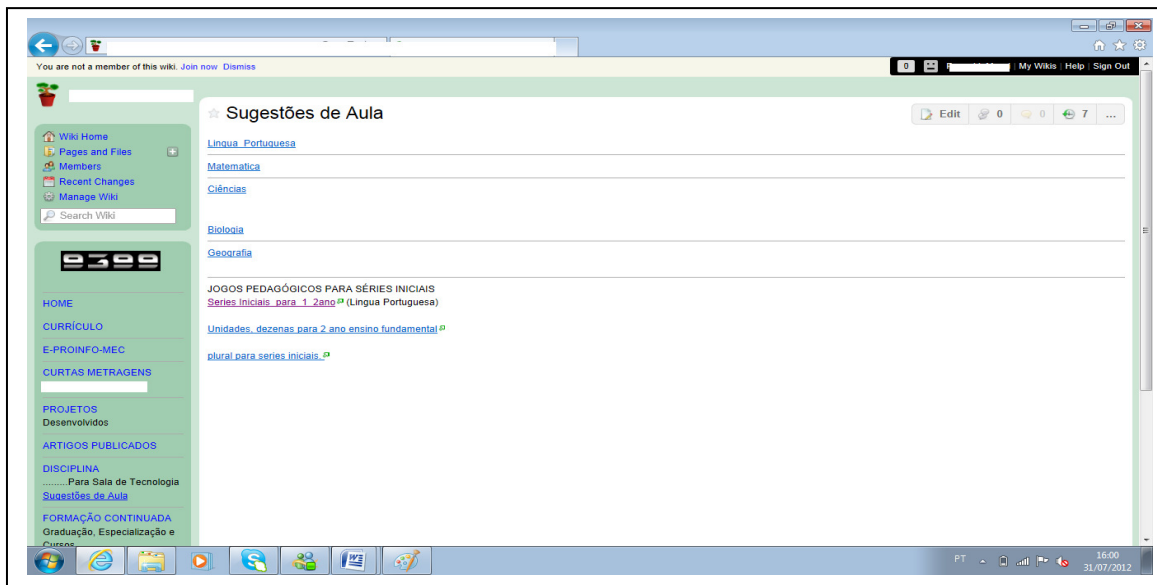 You are not a member of this wiki. Join now Dismiss
0 | My Wikis | Help | Sign Out
Sugestões de Aula
Edit 0 0 7 ...
Wiki Home
Pages and Files
Members
Recent Changes
Manage Wiki
Search Wiki
9399
HOME
CURRÍCULO
E-PROINFO-MEC
CURTAS METRAGENS
PROJETOS
Desenvolvidos
ARTIGOS PUBLICADOS
DISCIPLINA
.........Para Sala de Tecnologia
Sugestões de Aula
FORMAÇÃO CONTINUADA
Graduação, Especialização e
Cursos
Lingua Portuguesa
Matematica
Ciências
Biologia
Geografia
JOGOS PEDAGÓGICOS PARA SÉRIES INICIAIS
Series Iniciais para 1 2ano (Lingua Portuguesa)
Unidades, dezenas para 2 ano ensino fundamental
plural para series iniciais.
PT
16:00
31/07/2012